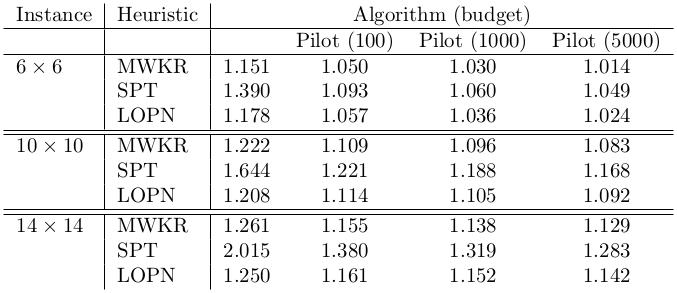 Instance Heuristic Algorithm (budget)
Pilot (100) Pilot (1000) Pilot (5000)
6 × 6 MWKR 1.151 1.050 1.030 1.014
SPT 1.390 1.093 1.060 1.049
LOPN 1.178 1.057 1.036 1.024
10 × 10 MWKR 1.222 1.109 1.096 1.083
SPT 1.644 1.221 1.188 1.168
LOPN 1.208 1.114 1.105 1.092
14 × 14 MWKR 1.261 1.155 1.138 1.129
SPT 2.015 1.380 1.319 1.283
LOPN 1.250 1.161 1.152 1.142